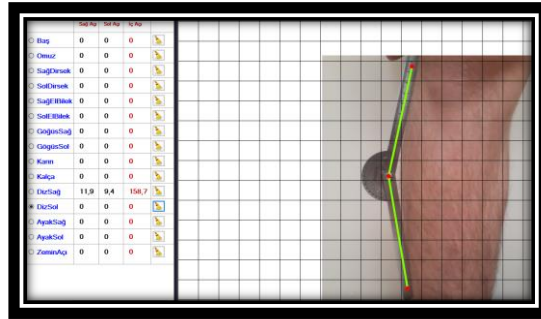 Sağ Açı Sol Açı İç Açı
Baş 0 0 0
Omuz 0 0 0
SağDirsek 0 0 0
SolDirsek 0 0 0
SağElBilek 0 0 0
SolElBilek 0 0 0
GöğüsSağ 0 0 0
GögüsSol 0 0 0
Karın 0 0 0
Kalça 0 0 0
DizSağ 11,9 9,4 158,7
DizSol 0 0 0
AyakSağ 0 0 0
AyakSol 0 0 0
ZeminAçı 0 0 0